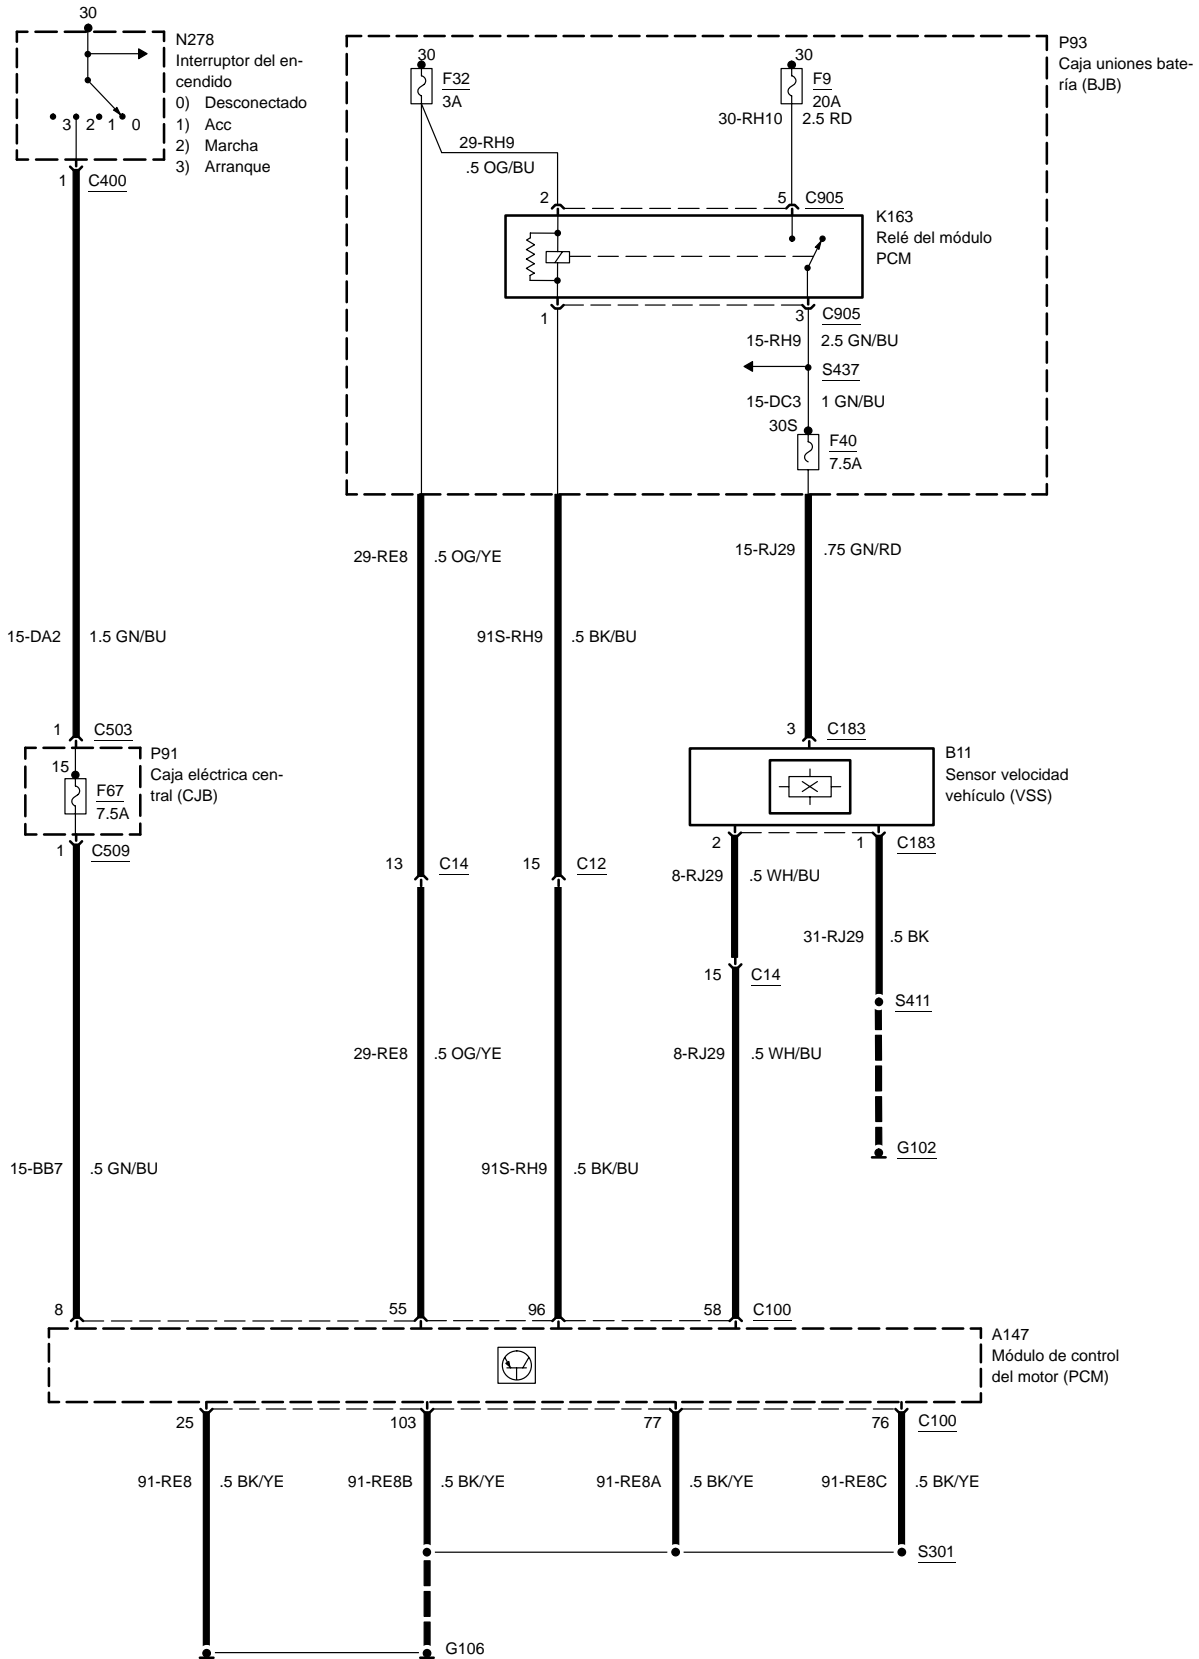 30
N278
Interruptor del en-
cendido
0) Desconectado
1) Acc
2) Marcha
3) Arranque
3 2 1 0
1 C400
P93
Caja uniones bate-
ría (BJB)
30
F32
3A
30
F9
20A
30-RH10 2.5 RD
29-RH9
.5 OG/BU
2
5 C905
K163
Relé del módulo
PCM
1
3 C905
15-RH9 2.5 GN/BU
S437
15-DC3 1 GN/BU
30S
F40
7.5A
29-RE8 .5 OG/YE
15-RJ29 .75 GN/RD
15-DA2 1.5 GN/BU
91S-RH9 .5 BK/BU
1 C503
3 C183
P91
Caja eléctrica cen-
tral (CJB)
15
F67
7.5A
B11
Sensor velocidad
vehículo (VSS)
1 C509
2
1 C183
13 C14
15 C12
8-RJ29 .5 WH/BU
31-RJ29 .5 BK
15 C14
S411
29-RE8 .5 OG/YE
8-RJ29 .5 WH/BU
G102
15-BB7 .5 GN/BU
91S-RH9 .5 BK/BU
8
55
96
58 C100
A147
Módulo de control
del motor (PCM)
25
103
77
76 C100
91-RE8 .5 BK/YE
91-RE8B .5 BK/YE
91-RE8A .5 BK/YE
91-RE8C .5 BK/YE
S301
G106